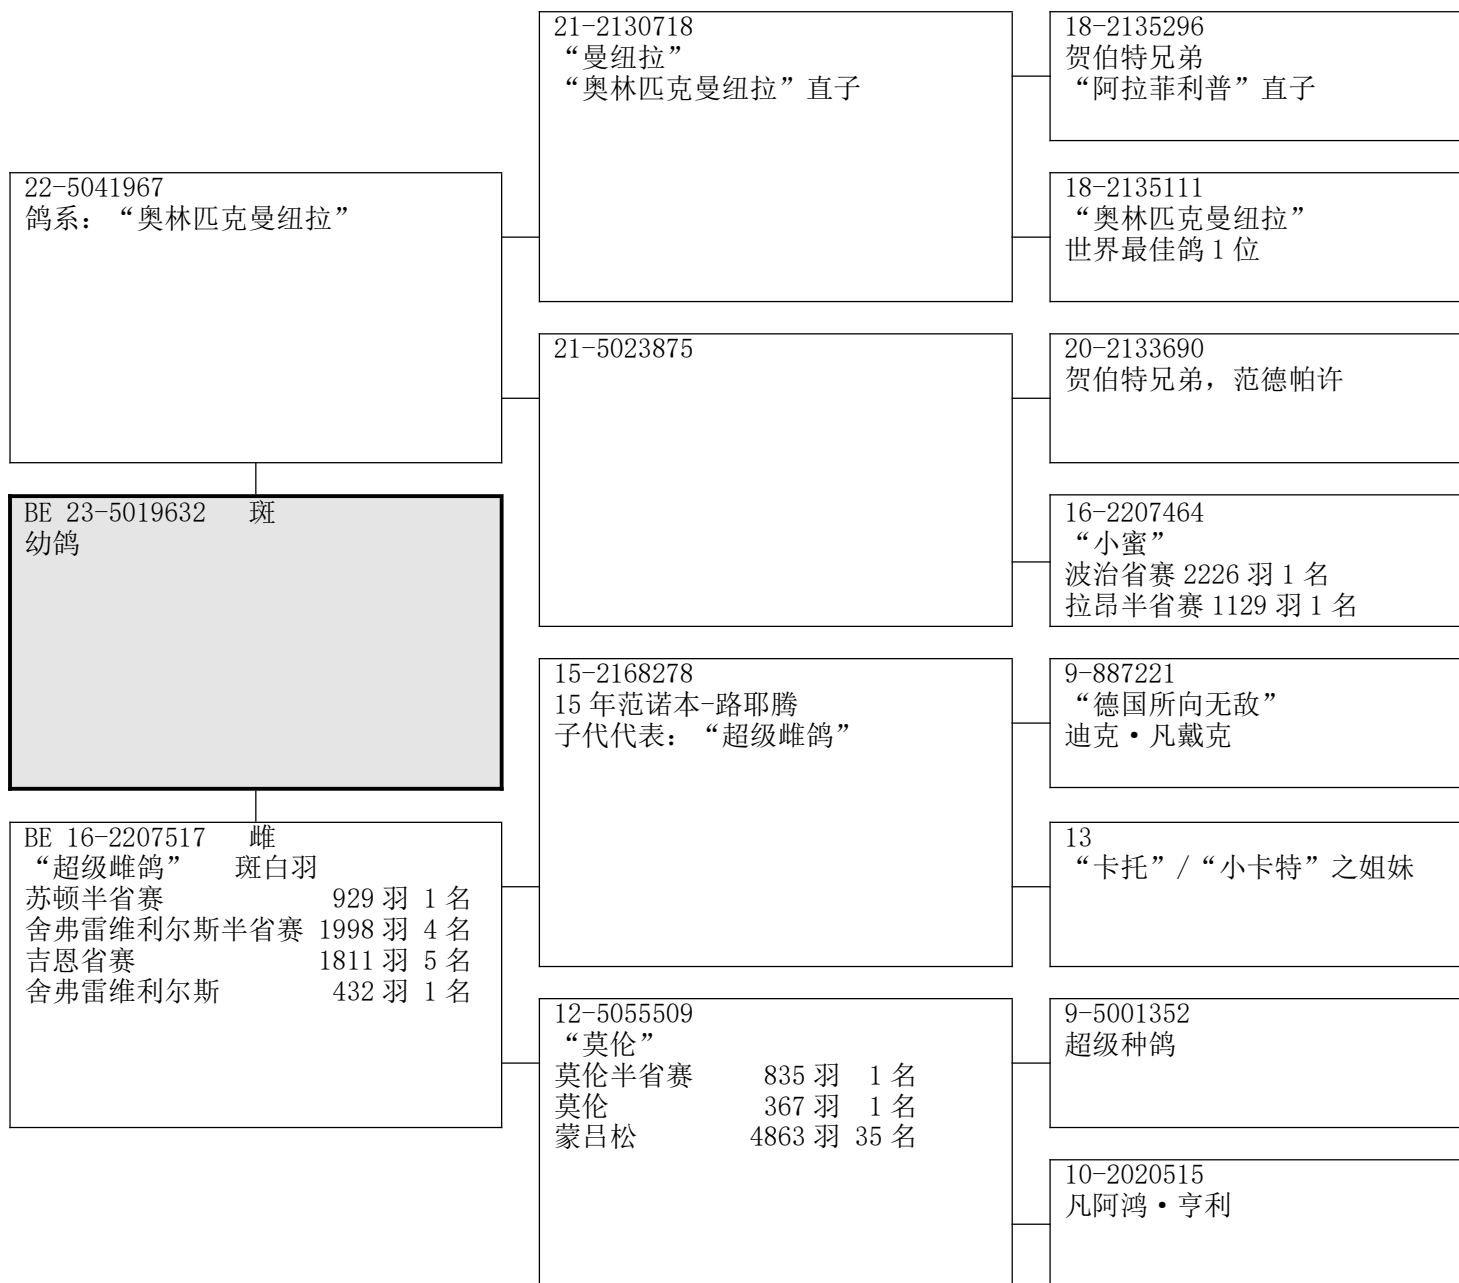 22-5041967
鸽系：“奥林匹克曼纽拉”
BE 23-5019632 斑
幼鸽
BE 16-2207517 雌
“超级雌鸽” 斑白羽
苏顿半省赛 929 羽 1 名
舍弗雷维利尔斯半省赛 1998 羽 4 名
吉恩省赛 1811 羽 5 名
舍弗雷维利尔斯 432 羽 1 名
21-2130718
“曼纽拉”
“奥林匹克曼纽拉”直子
21-5023875
15-2168278
15 年范诺本-路耶腾
子代代表：“超级雌鸽”
12-5055509
“莫伦”
莫伦半省赛 835 羽 1 名
莫伦 367 羽 1 名
蒙吕松 4863 羽 35 名
18-2135296
贺伯特兄弟
“阿拉菲利普”直子
18-2135111
“奥林匹克曼纽拉”
世界最佳鸽 1 位
20-2133690
贺伯特兄弟，范德帕许
16-2207464
“小蜜”
波治省赛 2226 羽 1 名
拉昂半省赛 1129 羽 1 名
9-887221
“德国所向无敌”
迪克·凡戴克
13
“卡托”/“小卡特”之姐妹
9-5001352
超级种鸽
10-2020515
凡阿鸿·亨利